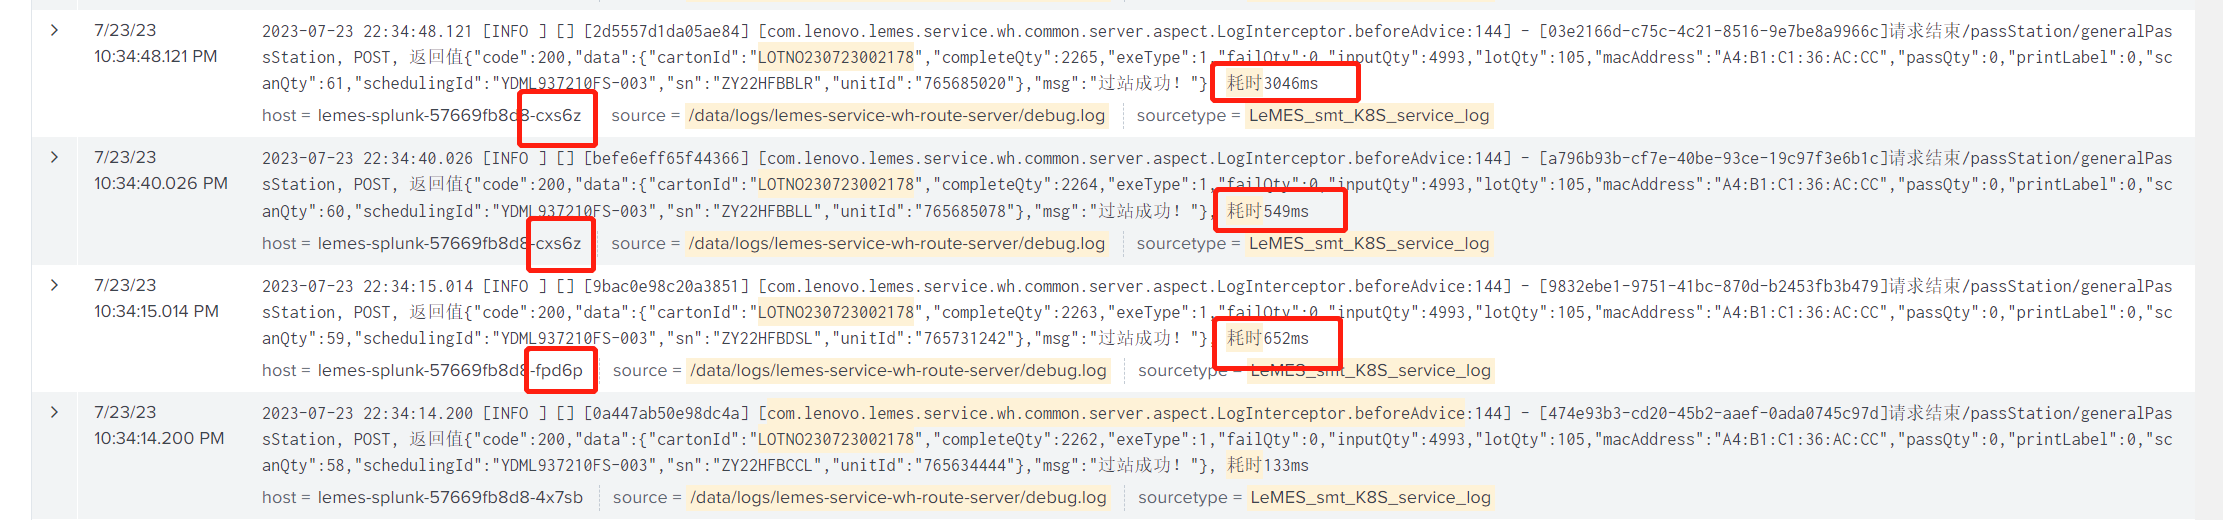 7/23/23
10:34:48.121 PM
2023-07-23 22:34:48.121 [INFO ] [] [2d5557d1da05ae84] [com.lenovo.lemes.service.wh.common.server.aspect.LogInterceptor.beforeAdvice:144] - [03e2166d-c75c-4c21-8516-9e7be8a9966c]请求结束/passStation/generalPa
ssStation, POST, 返回值{"code":200,"data":{"cartonId":"LOTNO230723002178","completeQty":2265,"exeType":1,"failQty":0,"inputQty":4993,"lotQty":105,"macAddress":"A4:B1:C1:36:AC:CC","passQty":0,"printLabel":0,"sc
anQty":61,"schedulingId":"YDML937210FS-003","sn":"ZY22HFBBLR","unitId":"765685020"},"msg":"过站成功！"}, 耗时3046ms
host = lemes-splunk-57669fb8d8-cxs6z source = /data/logs/lemes-service-wh-route-server/debug.log sourcetype = LeMES_smt_K8S_service_log
7/23/23
10:34:40.026 PM
2023-07-23 22:34:40.026 [INFO ] [] [befe6eff65f44366] [com.lenovo.lemes.service.wh.common.server.aspect.LogInterceptor.beforeAdvice:144] - [a796b93b-cf7e-40be-93ce-19c97f3e6b1c]请求结束/passStation/generalPa
ssStation, POST, 返回值{"code":200,"data":{"cartonId":"LOTNO230723002178","completeQty":2264,"exeType":1,"failQty":0,"inputQty":4993,"lotQty":105,"macAddress":"A4:B1:C1:36:AC:CC","passQty":0,"printLabel":0,"sc
anQty":60,"schedulingId":"YDML937210FS-003","sn":"ZY22HFBBLL","unitId":"765685078"},"msg":"过站成功！"}, 耗时549ms
host = lemes-splunk-57669fb8d8-cxs6z source = /data/logs/lemes-service-wh-route-server/debug.log sourcetype = LeMES_smt_K8S_service_log
7/23/23
10:34:15.014 PM
2023-07-23 22:34:15.014 [INFO ] [] [9bac0e98c20a3851] [com.lenovo.lemes.service.wh.common.server.aspect.LogInterceptor.beforeAdvice:144] - [9832ebe1-9751-41bc-870d-b2453fb3b479]请求结束/passStation/generalPa
ssStation, POST, 返回值{"code":200,"data":{"cartonId":"LOTNO230723002178","completeQty":2263,"exeType":1,"failQty":0,"inputQty":4993,"lotQty":105,"macAddress":"A4:B1:C1:36:AC:CC","passQty":0,"printLabel":0,"sc
anQty":59,"schedulingId":"YDML937210FS-003","sn":"ZY22HFBDSL","unitId":"765731242"},"msg":"过站成功！"}, 耗时652ms
host = lemes-splunk-57669fb8d8-fpd6p source = /data/logs/lemes-service-wh-route-server/debug.log sourcetype = LeMES_smt_K8S_service_log
7/23/23
10:34:14.200 PM
2023-07-23 22:34:14.200 [INFO ] [] [0a447ab50e98dc4a] [com.lenovo.lemes.service.wh.common.server.aspect.LogInterceptor.beforeAdvice:144] - [474e93b3-cd20-45b2-aaef-0ada0745c97d]请求结束/passStation/generalPa
ssStation, POST, 返回值{"code":200,"data":{"cartonId":"LOTNO230723002178","completeQty":2262,"exeType":1,"failQty":0,"inputQty":4993,"lotQty":105,"macAddress":"A4:B1:C1:36:AC:CC","passQty":0,"printLabel":0,"sc
anQty":58,"schedulingId":"YDML937210FS-003","sn":"ZY22HFBCCL","unitId":"765634444"},"msg":"过站成功！"}, 耗时133ms
host = lemes-splunk-57669fb8d8-4x7sb source = /data/logs/lemes-service-wh-route-server/debug.log sourcetype = LeMES_smt_K8S_service_log